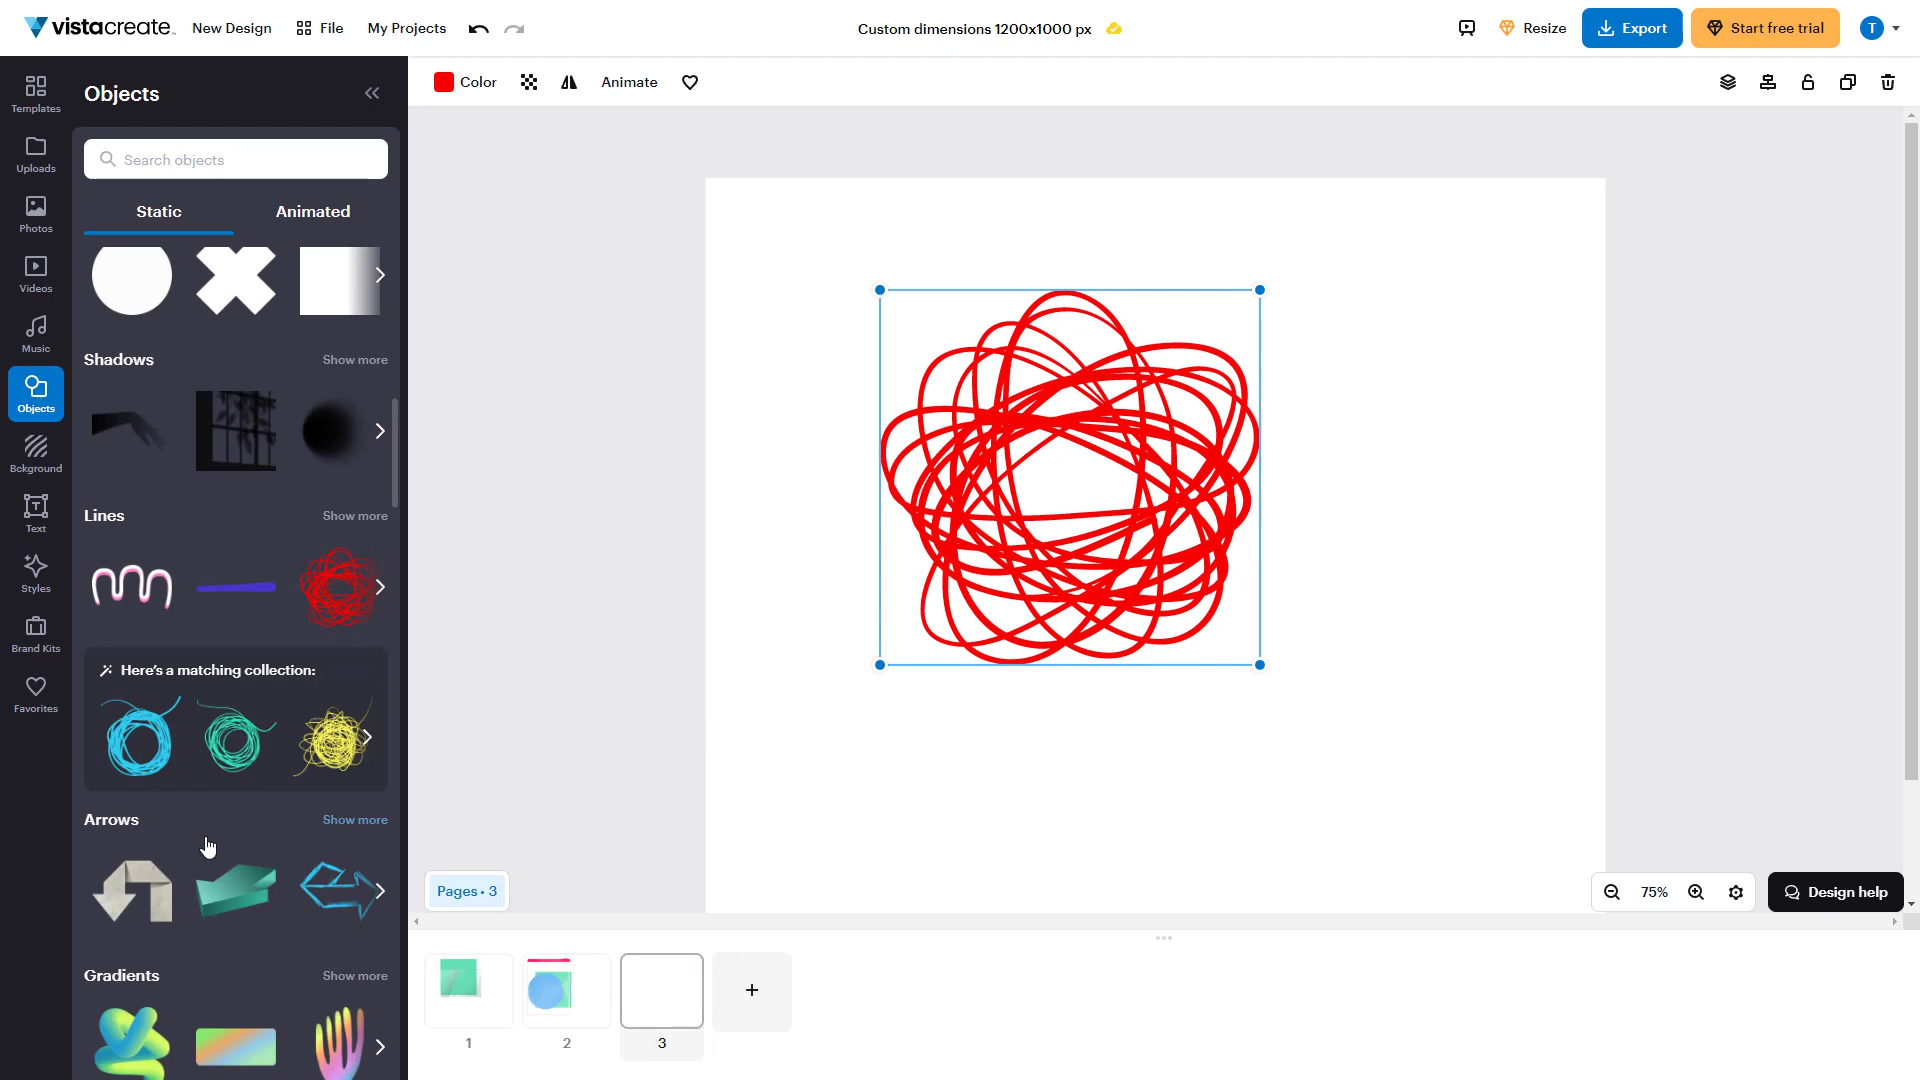 vistacreate
New Design
File
My Projects
Custom dimensions 1200x1000 px
Resize
Export
Start free trial
T
Templates
Uploads
Photos
Videos
Music
Objects
Bckground
Text
Styles
Brand Kits
Favorites
Objects
Search objects
Static
Animated
Shadows
Show more
Lines
Show more
Here's a matching collection:
Arrows
Show more
Gradients
Show more
Color
Animate
Pages • 3
75%
Design help
1
2
3